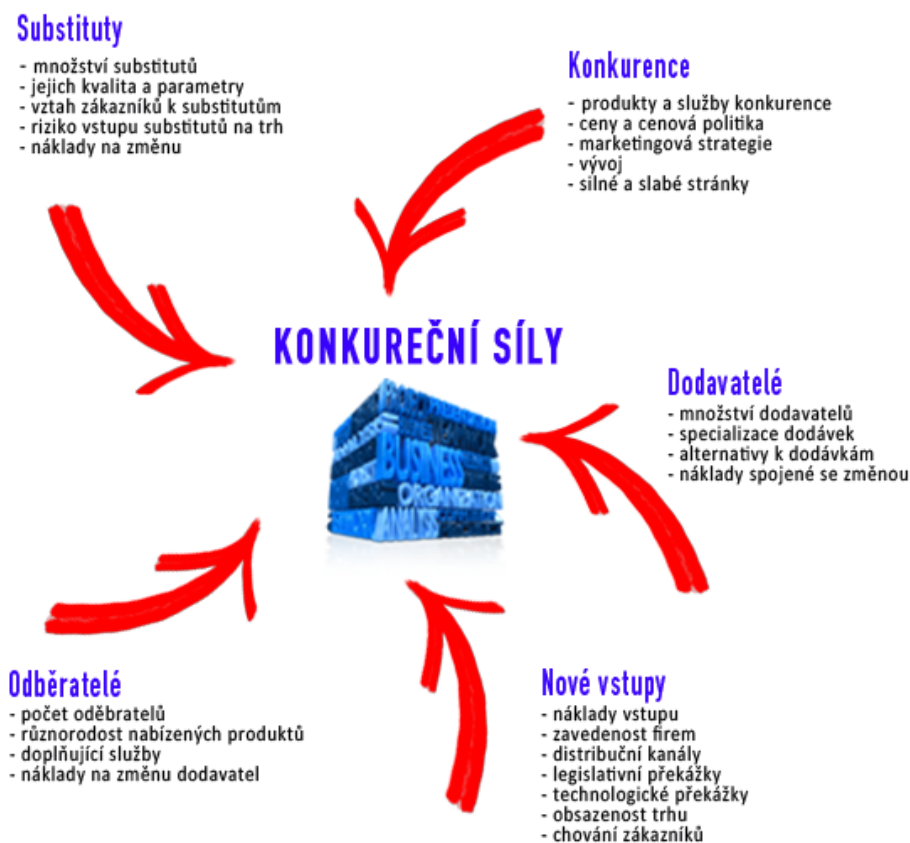 Substituty
- množství substitutů
- jejich kvalita a parametry
- vztah zákazníků k substitutům
- riziko vstupu substitutů na trh
- náklady na změnu
Konkurence
- produkty a služby konkurence
- ceny a cenová politika
- marketingová strategie
- vývoj
- silné a slabé stránky
KONKUREČNÍ SÍLY
BUSINESS
ORGANIZATION
ANALISS
Dodavatelé
- množství dodavatelů
- specializace dodávek
- alternativy k dodávkám
- náklady spojené se změnou
Odběratelé
- počet oděbratelů
- různorodost nabízených produktů
- doplňující služby
- náklady na změnu dodavatel
Nové vstupy
- náklady vstupu
- zavedenost firem
- distribuční kanály
- legislativní překážky
- technologické překážky
- obsazenost trhu
- chování zákazníků